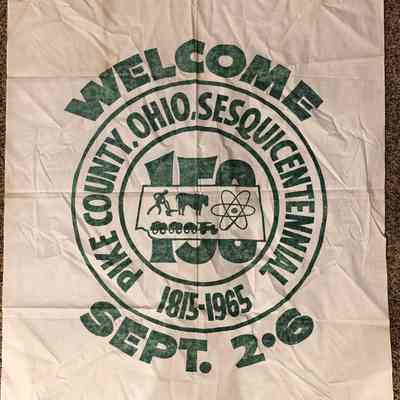 WELCOME
PIKE COUNTY, OHIO, SESQUICENTENNIAL
150
1815-1965
SEPT. 2-6